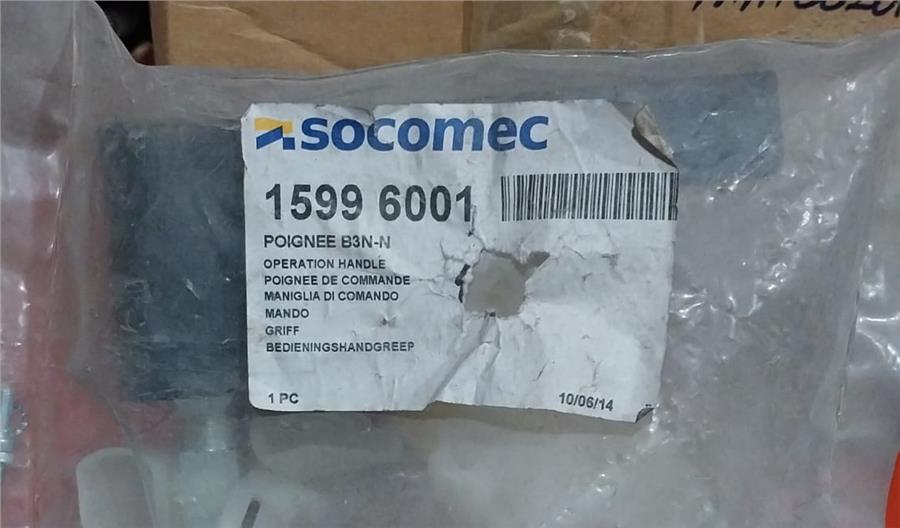 socomec
1599 6001
POIGNEE B3N-N
OPERATION HANDLE
POIGNEE DE COMMANDE
MANIGLIA DI COMANDO
MANDO
GRIFF
BEDIENINGSHANDGREEP
1 PC
10/06/14